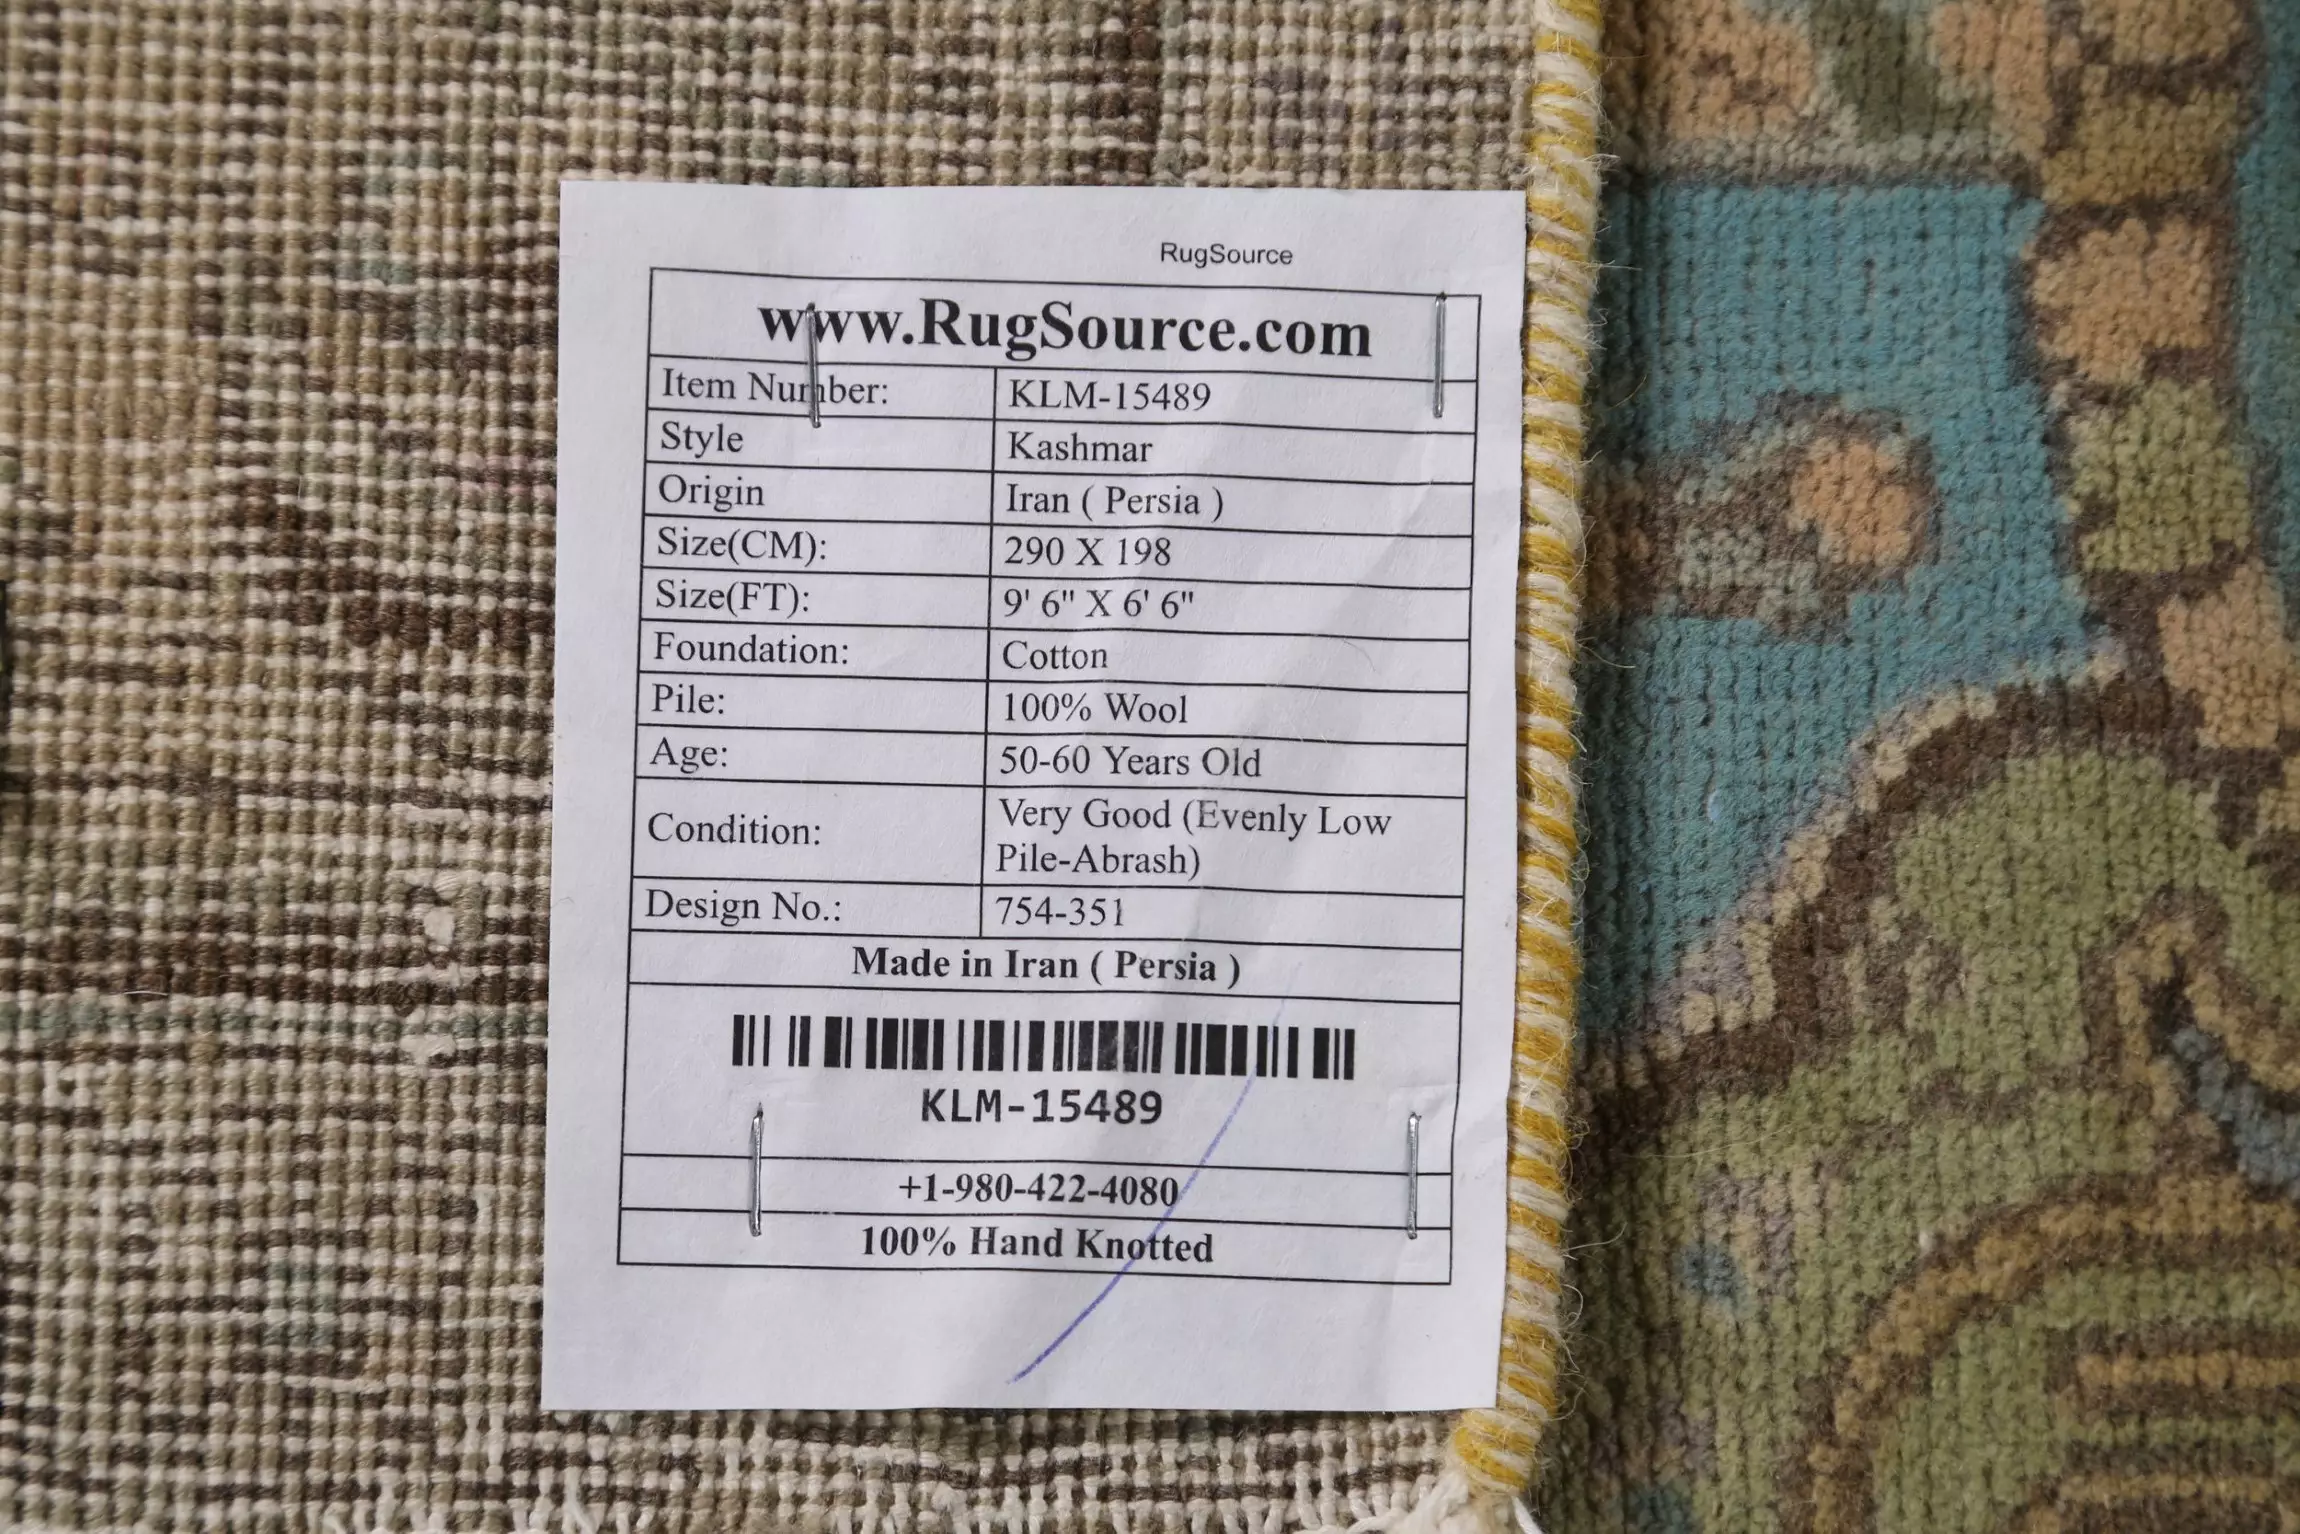 RugSource
www.RugSource.com
Item Number: KLM-15489
Style Kashmar
Origin Iran ( Persia )
Size(CM): 290 X 198
Size(FT): 9' 6" X 6' 6"
Foundation: Cotton
Pile: 100% Wool
Age: 50-60 Years Old
Condition: Very Good (Evenly Low
Pile-Abrash)
Design No.: 754-351
Made in Iran ( Persia )
KLM-15489
+1-980-422-4080
100% Hand Knotted